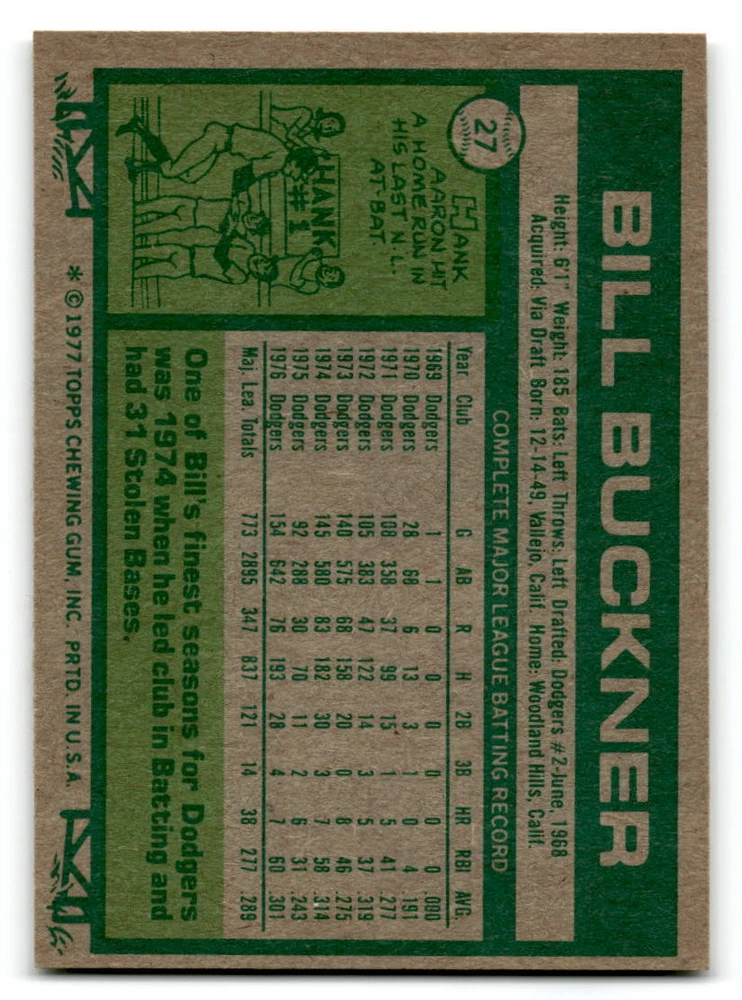 27
BILL BUCKNER
Height: 6'1" Weight: 185 Bats: Left Throws: Left Drafted: Dodgers #2-June, 1968
Acquired: Via Draft Born: 12-14-49, Vallejo, Calif. Home: Woodland Hills, Calif.
HANK
AARON HIT
A HOME RUN IN
HIS LAST N.L.
AT-BAT
HANK
#1
COMPLETE MAJOR LEAGUE BATTING RECORD
Year Club G AB R H 2B 3B HR RBI AVG.
1969 Dodgers 1 1 0 0 0 0 0 0 .000
1970 Dodgers 28 68 6 13 3 1 0 4 .191
1971 Dodgers 108 358 37 99 15 1 5 41 .277
1972 Dodgers 105 383 47 122 14 3 5 37 .319
1973 Dodgers 140 575 68 158 20 0 8 46 .275
1974 Dodgers 145 580 83 182 30 3 7 58 .314
1975 Dodgers 92 288 30 70 11 2 6 31 .243
1976 Dodgers 154 642 76 193 28 4 7 60 .301
Maj. Lea. Totals 773 2895 347 837 121 14 38 277 .289
One of Bill's finest seasons for Dodgers
was 1974 when he led club in Batting and
had 31 Stolen Bases.
* © 1977 TOPPS CHEWING GUM, INC. PRTD. IN U.S.A.